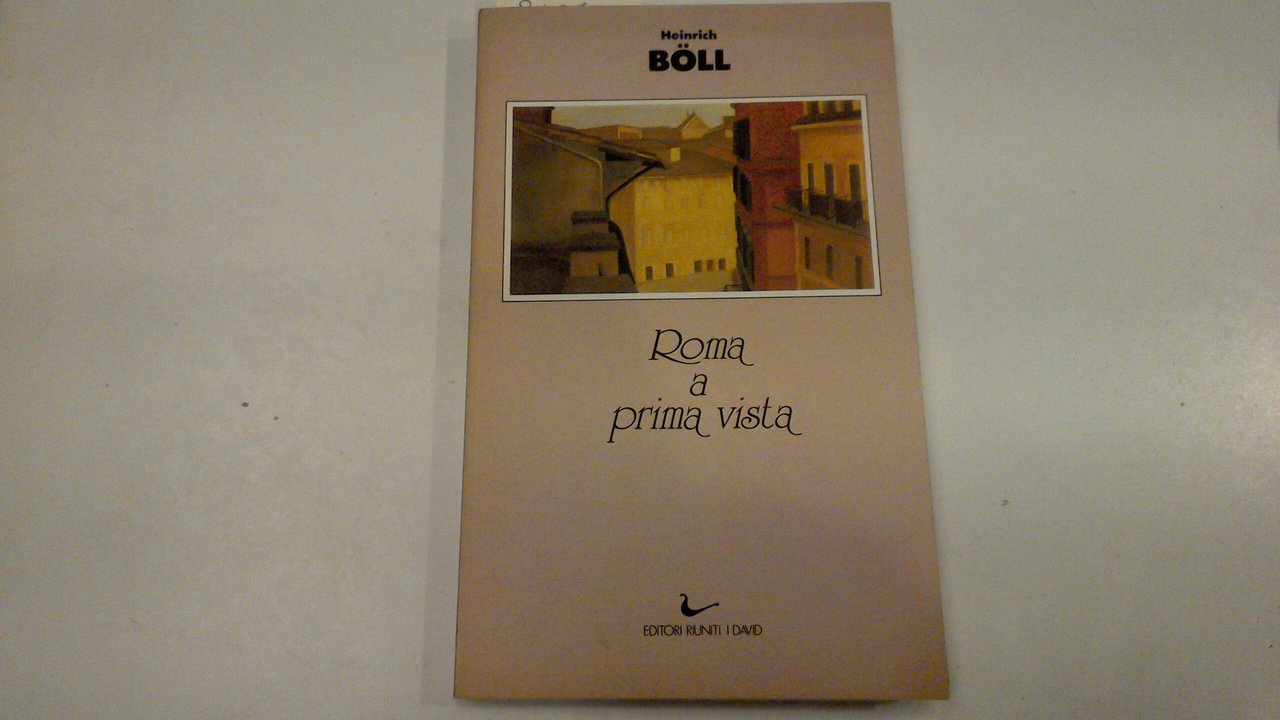 Heinrich
BÖLL
Roma
a
prima vista
EDITORI RIUNITI I DAVID